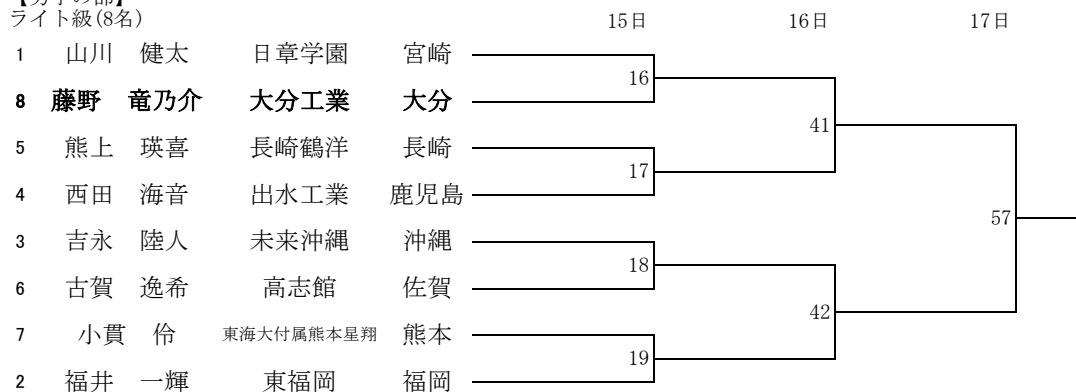 【男子の部】
ライト級(8名) 15日 16日 17日
1 山川 健太 日章学園 宮崎
16
8 藤野 竜乃介 大分工業 大分
41
5 熊上 瑛喜 長崎鶴洋 長崎
17
4 西田 海音 出水工業 鹿児島
57
3 吉永 陸人 未来沖縄 沖縄
18
6 古賀 逸希 高志館 佐賀
42
7 小貫 伶 東海大付属熊本星翔 熊本
19
2 福井 一輝 東福岡 福岡